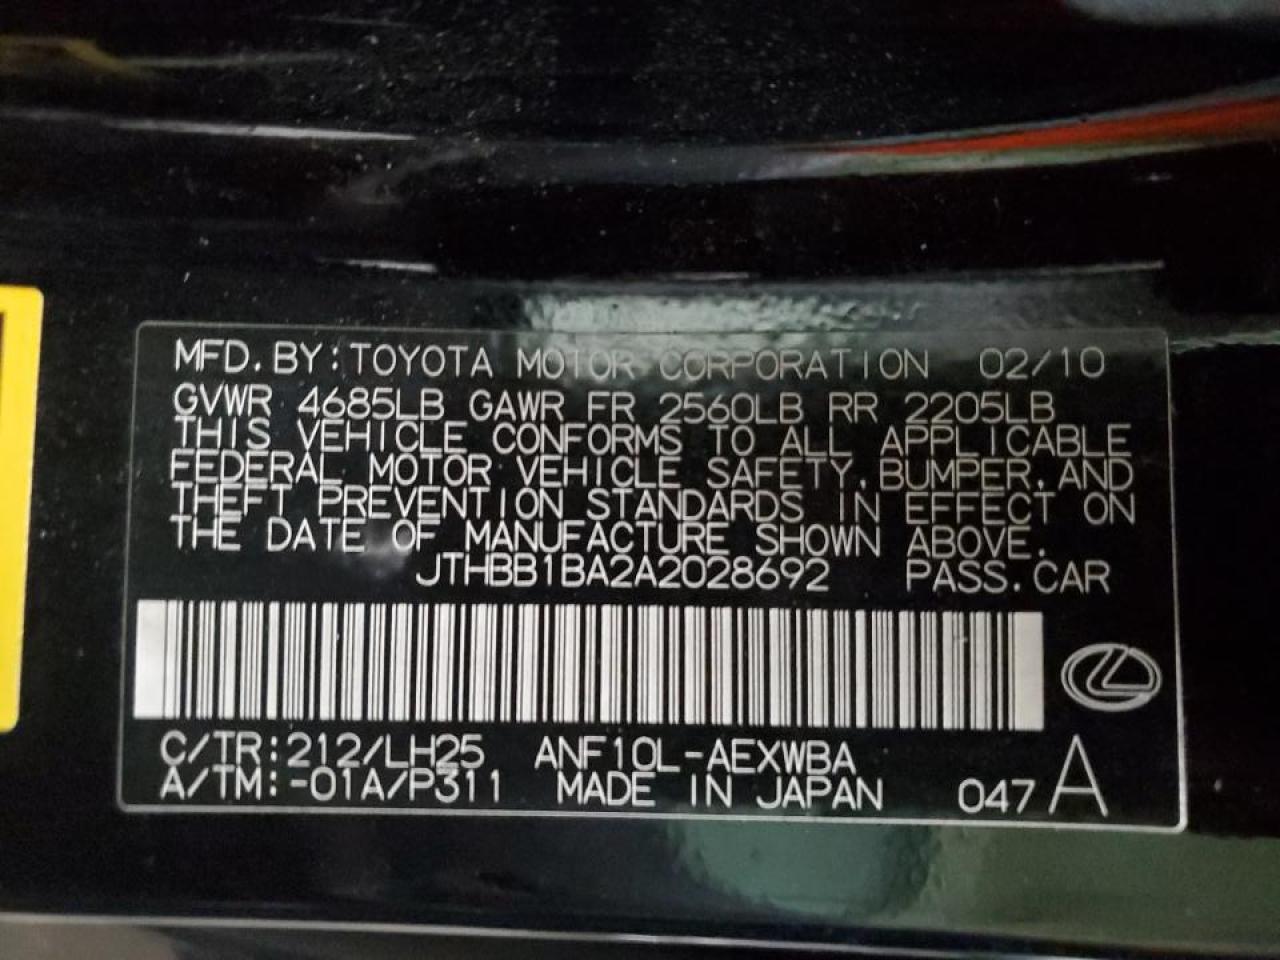 MFD. BY: TOYOTA MOTOR CORPORATION 02/10
GVWR 4685LB GAWR FR 2560LB RR 2205LB
THIS VEHICLE CONFORMS TO ALL APPLICABLE
FEDERAL MOTOR VEHICLE SAFETY, BUMPER, AND
THEFT PREVENTION STANDARDS IN EFFECT ON
THE DATE OF MANUFACTURE SHOWN ABOVE.
JTHBB1BA2A2028692 PASS. CAR
C/TR: 212/LH25 ANF10L-AEXWBA
A/TM: -01A/P311 MADE IN JAPAN 047 A